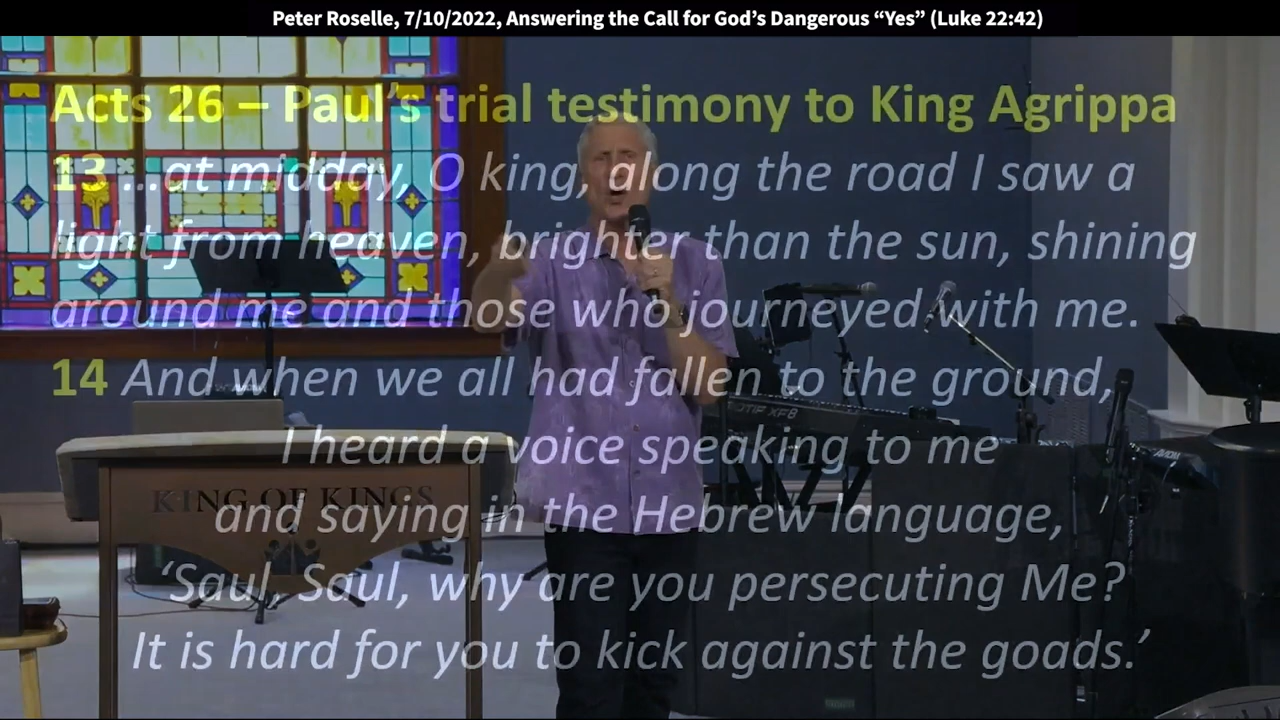 Peter Roselle, 7/10/2022, Answering the Call for God’s Dangerous “Yes” (Luke 22:42)
Acts 26 – Paul’s trial testimony to King Agrippa
13 ...at midday, O king, along the road I saw a
light from heaven, brighter than the sun, shining
around me and those who journeyed with me.
14 And when we all had fallen to the ground,
I heard a voice speaking to me
and saying in the Hebrew language,
‘Saul, Saul, why are you persecuting Me?
It is hard for you to kick against the goads.’
KING OF KINGS
XF8